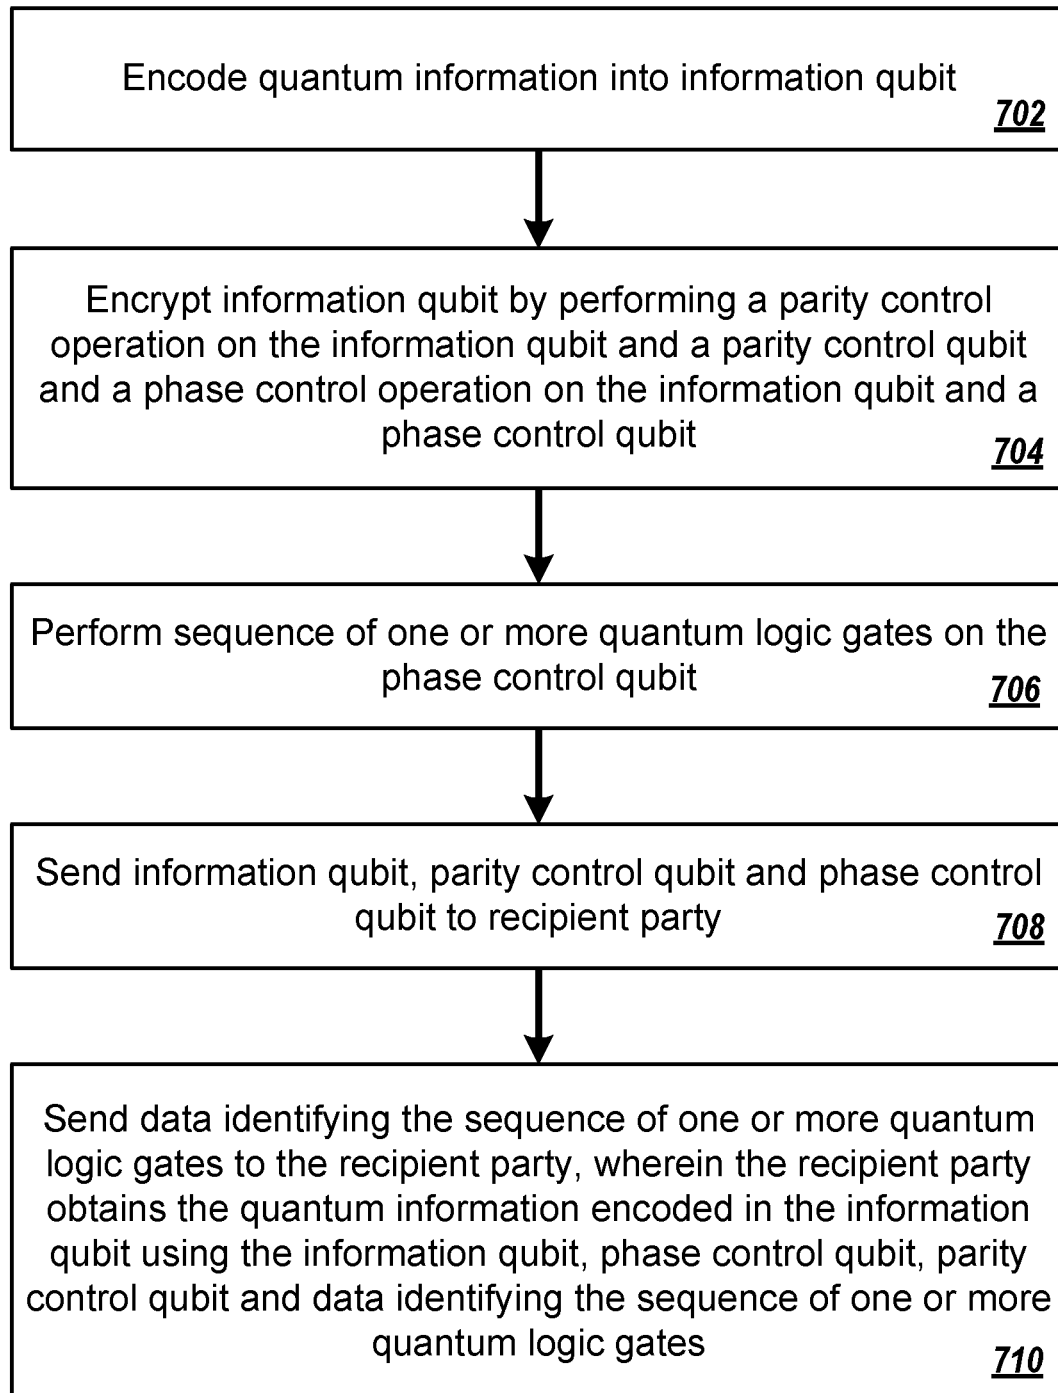 Encode quantum information into information qubit
702
Encrypt information qubit by performing a parity control
operation on the information qubit and a parity control qubit
and a phase control operation on the information qubit and a
phase control qubit
704
Perform sequence of one or more quantum logic gates on the
phase control qubit
706
Send information qubit, parity control qubit and phase control
qubit to recipient party
708
Send data identifying the sequence of one or more quantum
logic gates to the recipient party, wherein the recipient party
obtains the quantum information encoded in the information
qubit using the information qubit, phase control qubit, parity
control qubit and data identifying the sequence of one or more
quantum logic gates
710